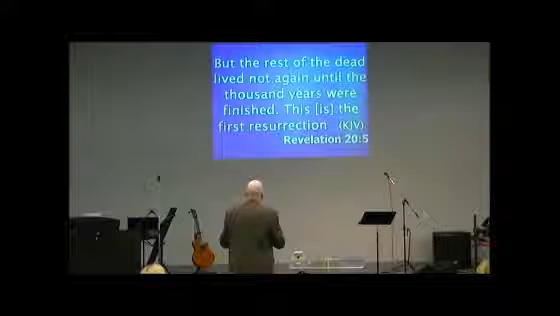 But the rest of the dead
lived not again until the
thousand years were
finished. This [is] the
first resurrection (KJV)
Revelation 20:5